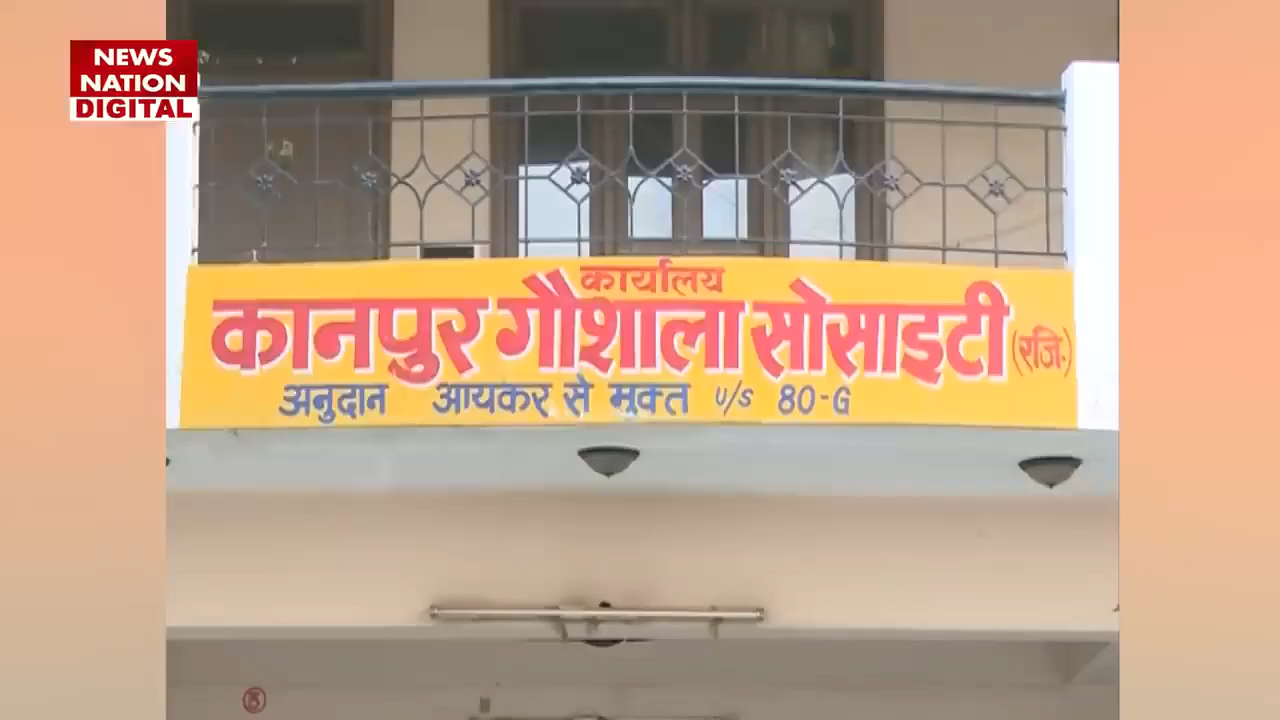 NEWS
NATION
DIGITAL
कार्यालय
कानपुर गौशाला सोसाइटी (रजि.)
अनुदान आयकर से मुक्त u/s 80-G